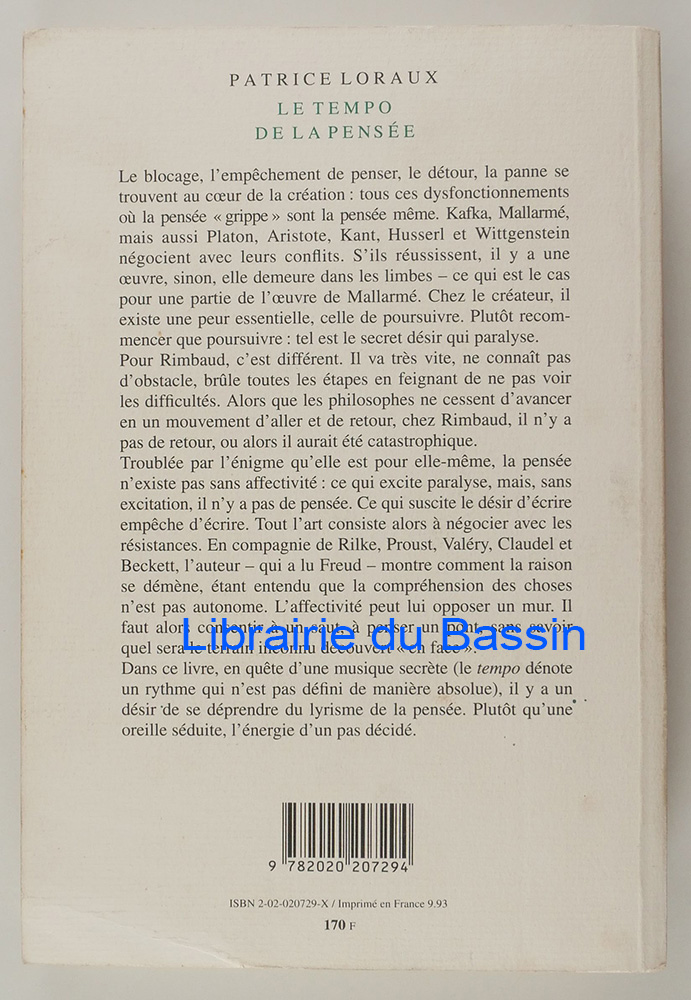 PATRICE LORAUX
LE TEMPO
DE LA PENSÉE
Le blocage, l'empêchement de penser, le détour, la panne se
trouvent au cœur de la création : tous ces dysfonctionnements
où la pensée « grippe » sont la pensée même. Kafka, Mallarmé,
mais aussi Platon, Aristote, Kant, Husserl et Wittgenstein
négocient avec leurs conflits. S'ils réussissent, il y a une
œuvre, sinon, elle demeure dans les limbes – ce qui est le cas
pour une partie de l'œuvre de Mallarmé. Chez le créateur, il
existe une peur essentielle, celle de poursuivre. Plutôt recom-
mencer que poursuivre : tel est le secret désir qui paralyse.
Pour Rimbaud, c'est différent. Il va très vite, ne connaît pas
d'obstacle, brûle toutes les étapes en feignant de ne pas voir
les difficultés. Alors que les philosophes ne cessent d'avancer
en un mouvement d'aller et de retour, chez Rimbaud, il n'y a
pas de retour, ou alors il aurait été catastrophique.
Troublée par l'énigme qu'elle est pour elle-même, la pensée
n'existe pas sans affectivité : ce qui excite paralyse, mais, sans
excitation, il n'y a pas de pensée. Ce qui suscite le désir d'écrire
empêche d'écrire. Tout l'art consiste alors à négocier avec les
résistances. En compagnie de Rilke, Proust, Valéry, Claudel et
Beckett, l'auteur – qui a lu Freud – montre comment la raison
se démène, étant entendu que la compréhension des choses
n'est pas autonome. L'affectivité peut lui opposer un mur. Il
faut alors consentir à un saut, à penser un pont, sans savoir
Librairie du Bassin
quel sera le terrain inconnu découvert « en face ».
Dans ce livre, en quête d'une musique secrète (le tempo dénote
un rythme qui n'est pas défini de manière absolue), il y a un
désir de se déprendre du lyrisme de la pensée. Plutôt qu'une
oreille séduite, l'énergie d'un pas décidé.
9 782020 207294
ISBN 2-02-020729-X / Imprimé en France 9.93
170 F